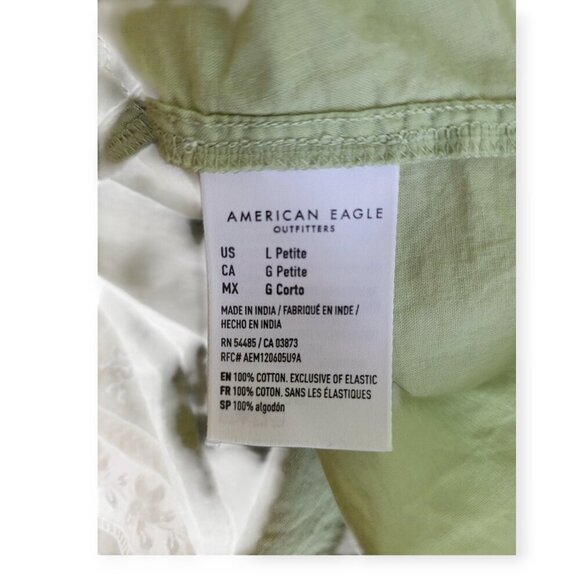 AMERICAN EAGLE
OUTFITTERS
US L Petite
CA G Petite
MX G Corto
MADE IN INDIA / FABRIQUÉ EN INDE /
HECHO EN INDIA
RN 54485 / CA 03873
RFC# AEM120605U9A
EN 100% COTTON. EXCLUSIVE OF ELASTIC
FR 100% COTON. SANS LES ÉLASTIQUES
SP 100% algodón